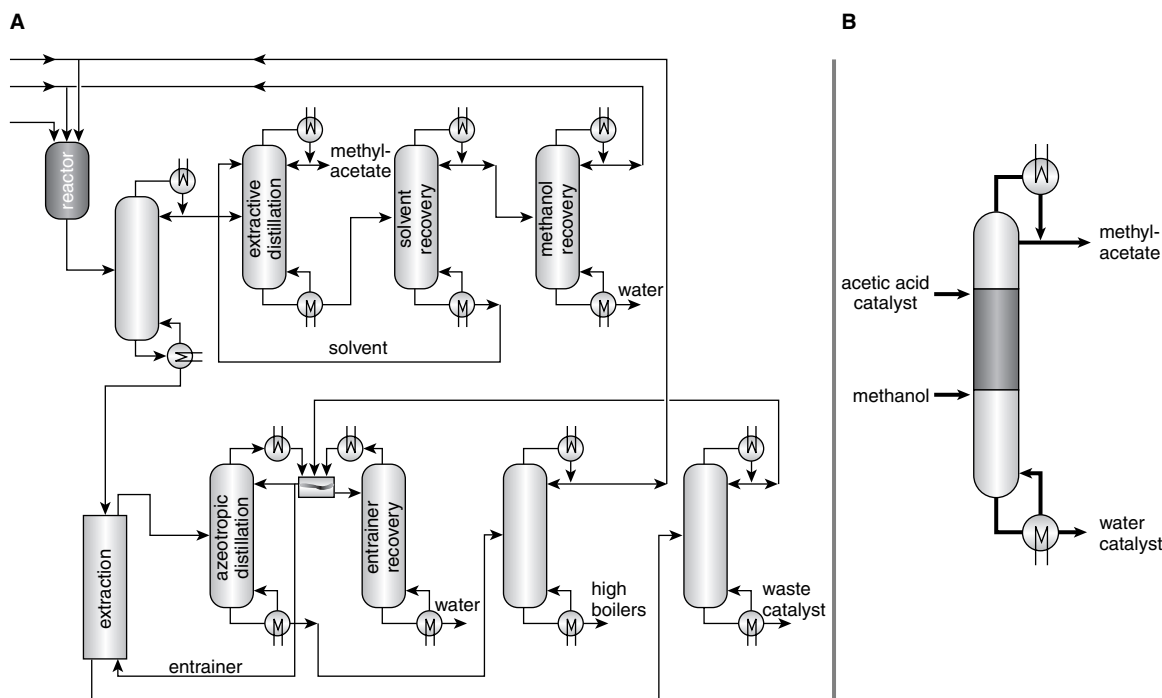 A
B
reactor
extractive
distillation
methyl-
acetate
solvent
recovery
methanol
recovery
water
solvent
extraction
azeotropic
distillation
entrainer
recovery
water
high
boilers
waste
catalyst
entrainer
methyl-
acetate
acetic acid
catalyst
methanol
water
catalyst